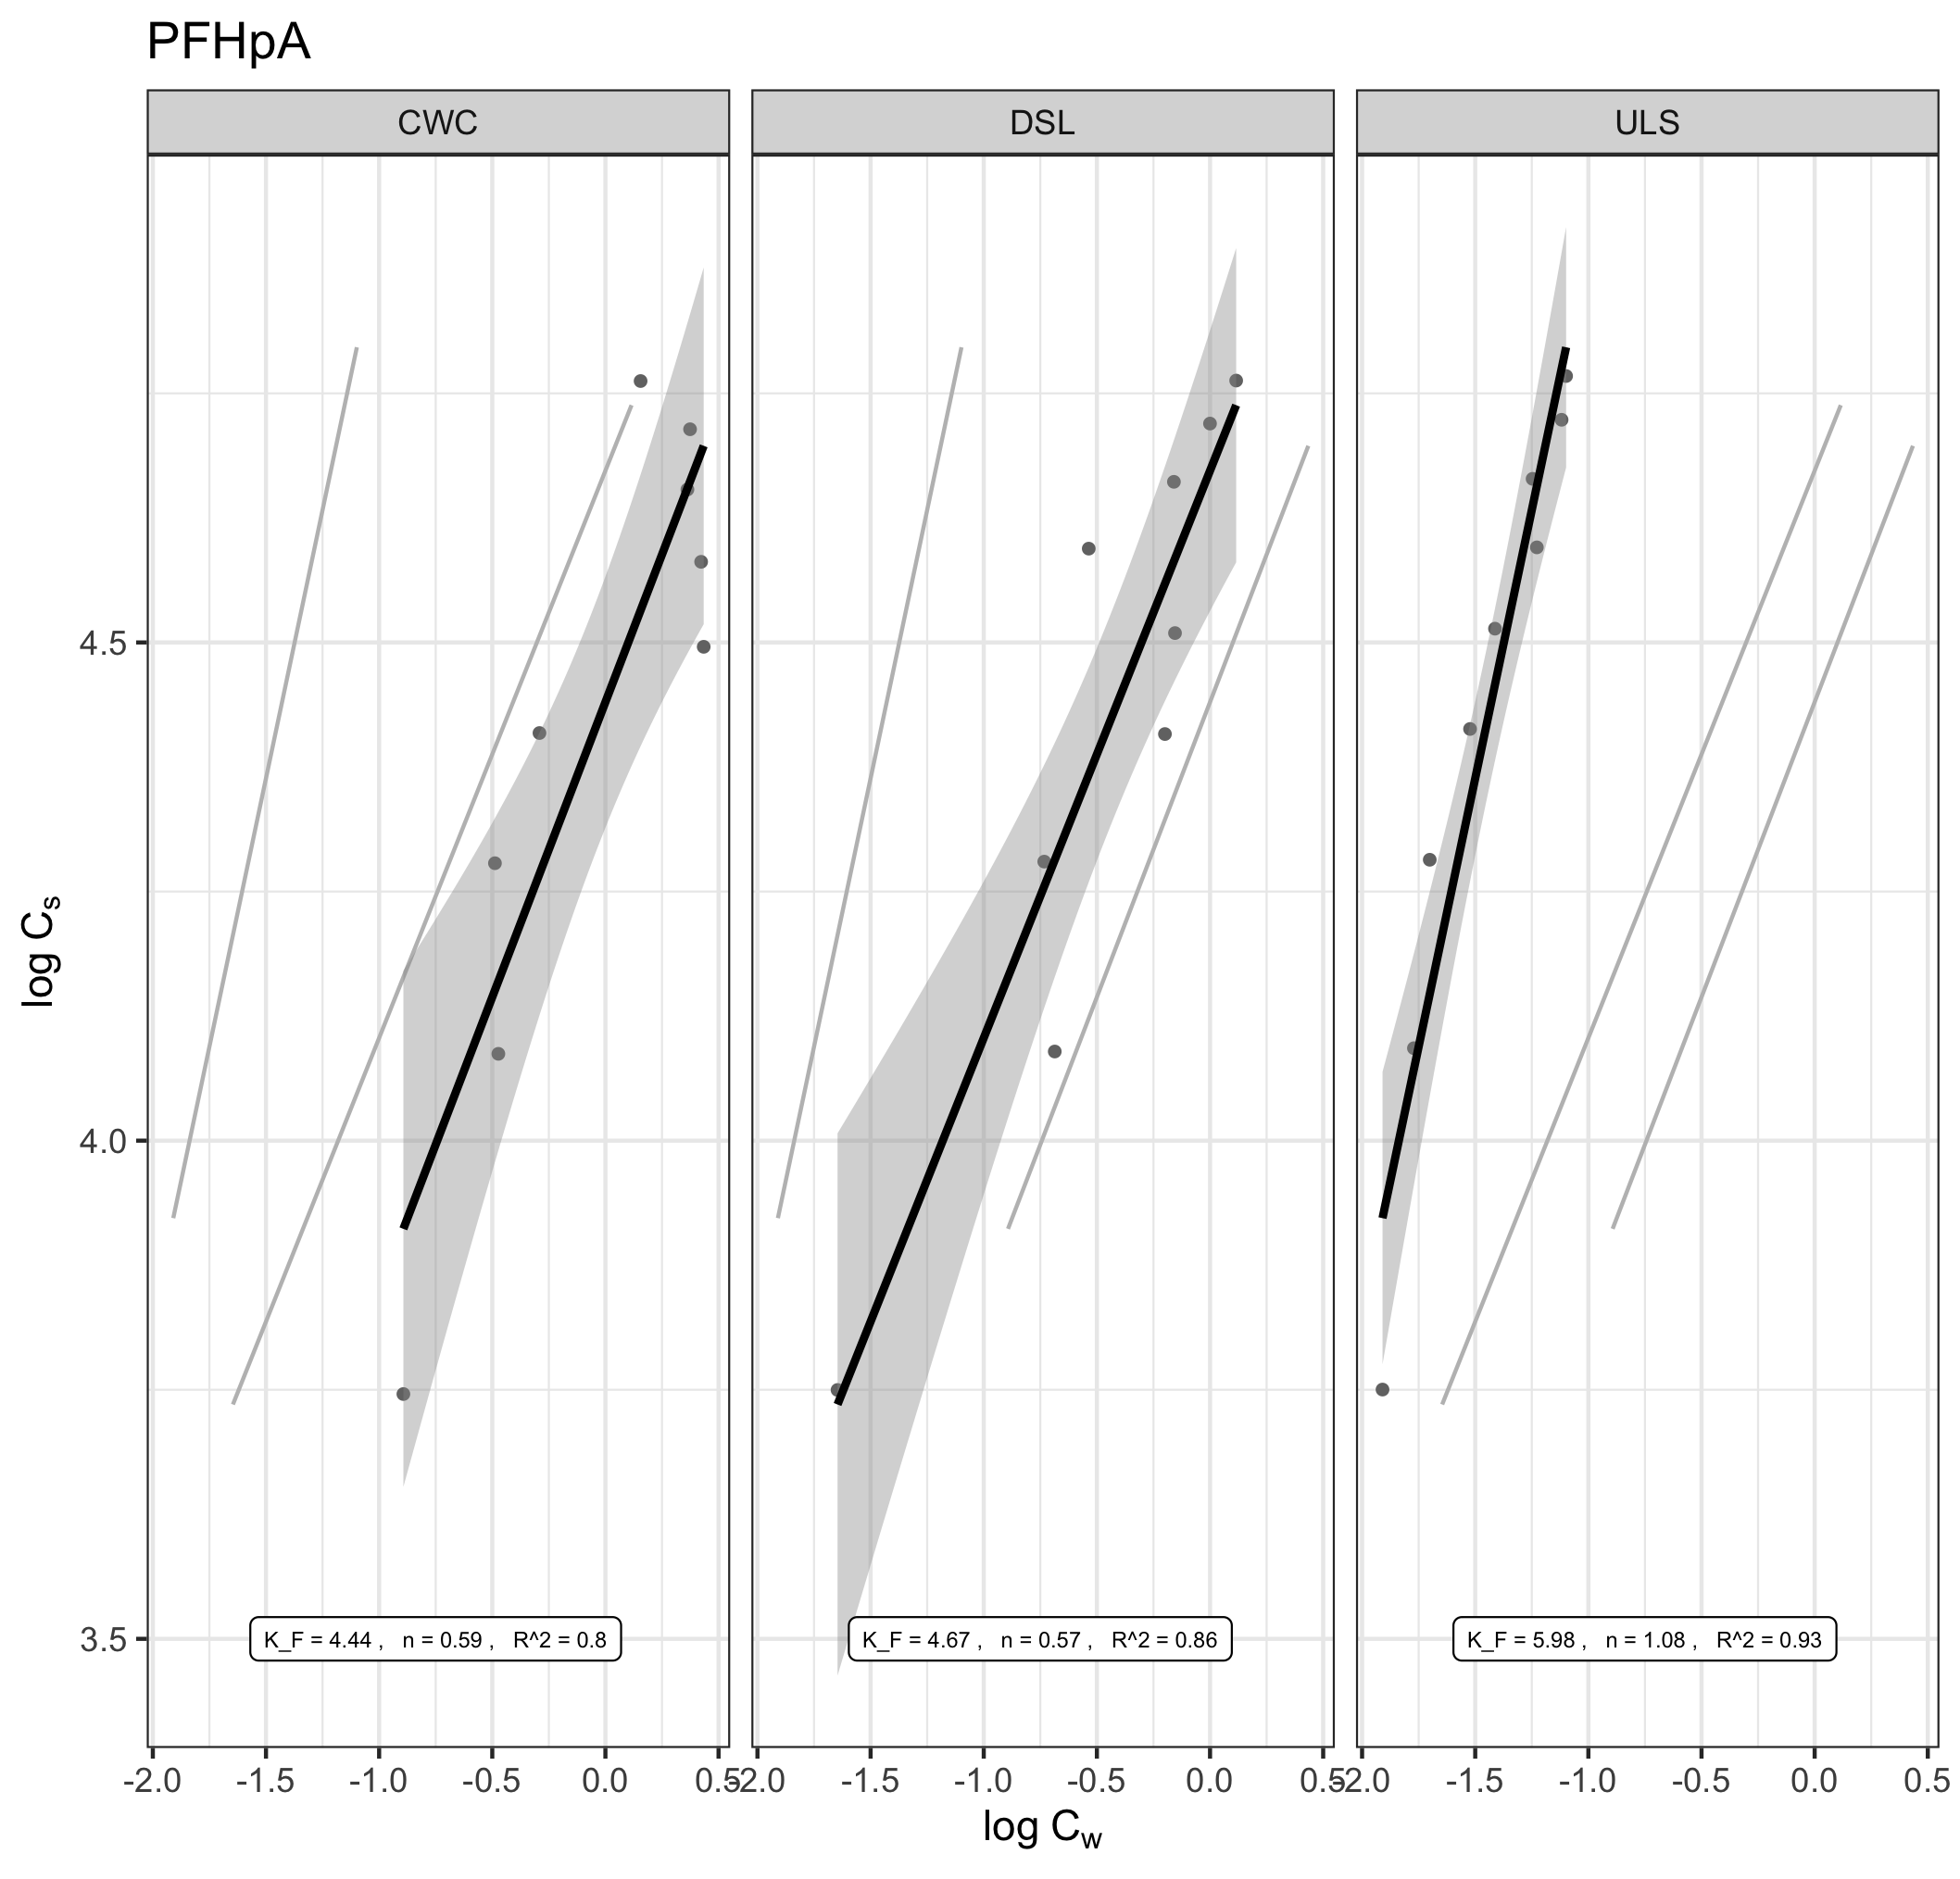 PFHpA
CWC DSL ULS
4.5
4.0
3.5
log Cs
K_F = 4.44 , n = 0.59 , R^2 = 0.8
K_F = 4.67 , n = 0.57 , R^2 = 0.86
K_F = 5.98 , n = 1.08 , R^2 = 0.93
-2.0 -1.5 -1.0 -0.5 0.0 0.5 -2.0 -1.5 -1.0 -0.5 0.0 0.5 -2.0 -1.5 -1.0 -0.5 0.0 0.5
log Cw